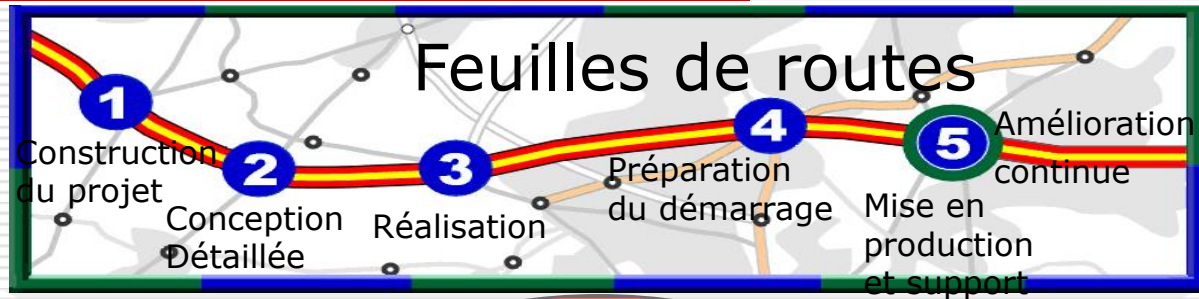 Feuilles de routes
1
Construction
du projet
2
Conception
Détaillée
3
Réalisation
4
Préparation
du démarrage
5
Mise en
production
et support
Amélioration
continue